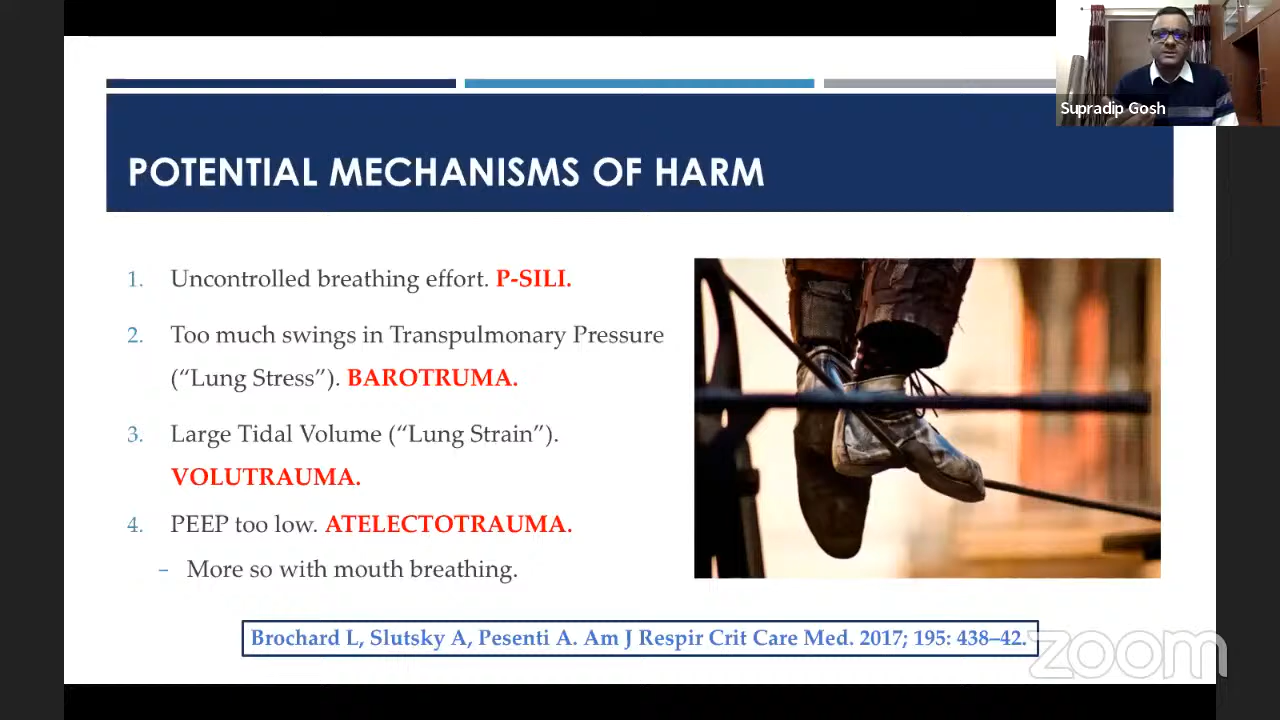 Supradip Gosh
POTENTIAL MECHANISMS OF HARM
1. Uncontrolled breathing effort. P-SILI.
2. Too much swings in Transpulmonary Pressure
(“Lung Stress”). BAROTRUMA.
3. Large Tidal Volume (“Lung Strain”).
VOLUTRAUMA.
4. PEEP too low. ATELECTOTRAUMA.
– More so with mouth breathing.
Brochard L, Slutsky A, Pesenti A. Am J Respir Crit Care Med. 2017; 195: 438–42.
zoom